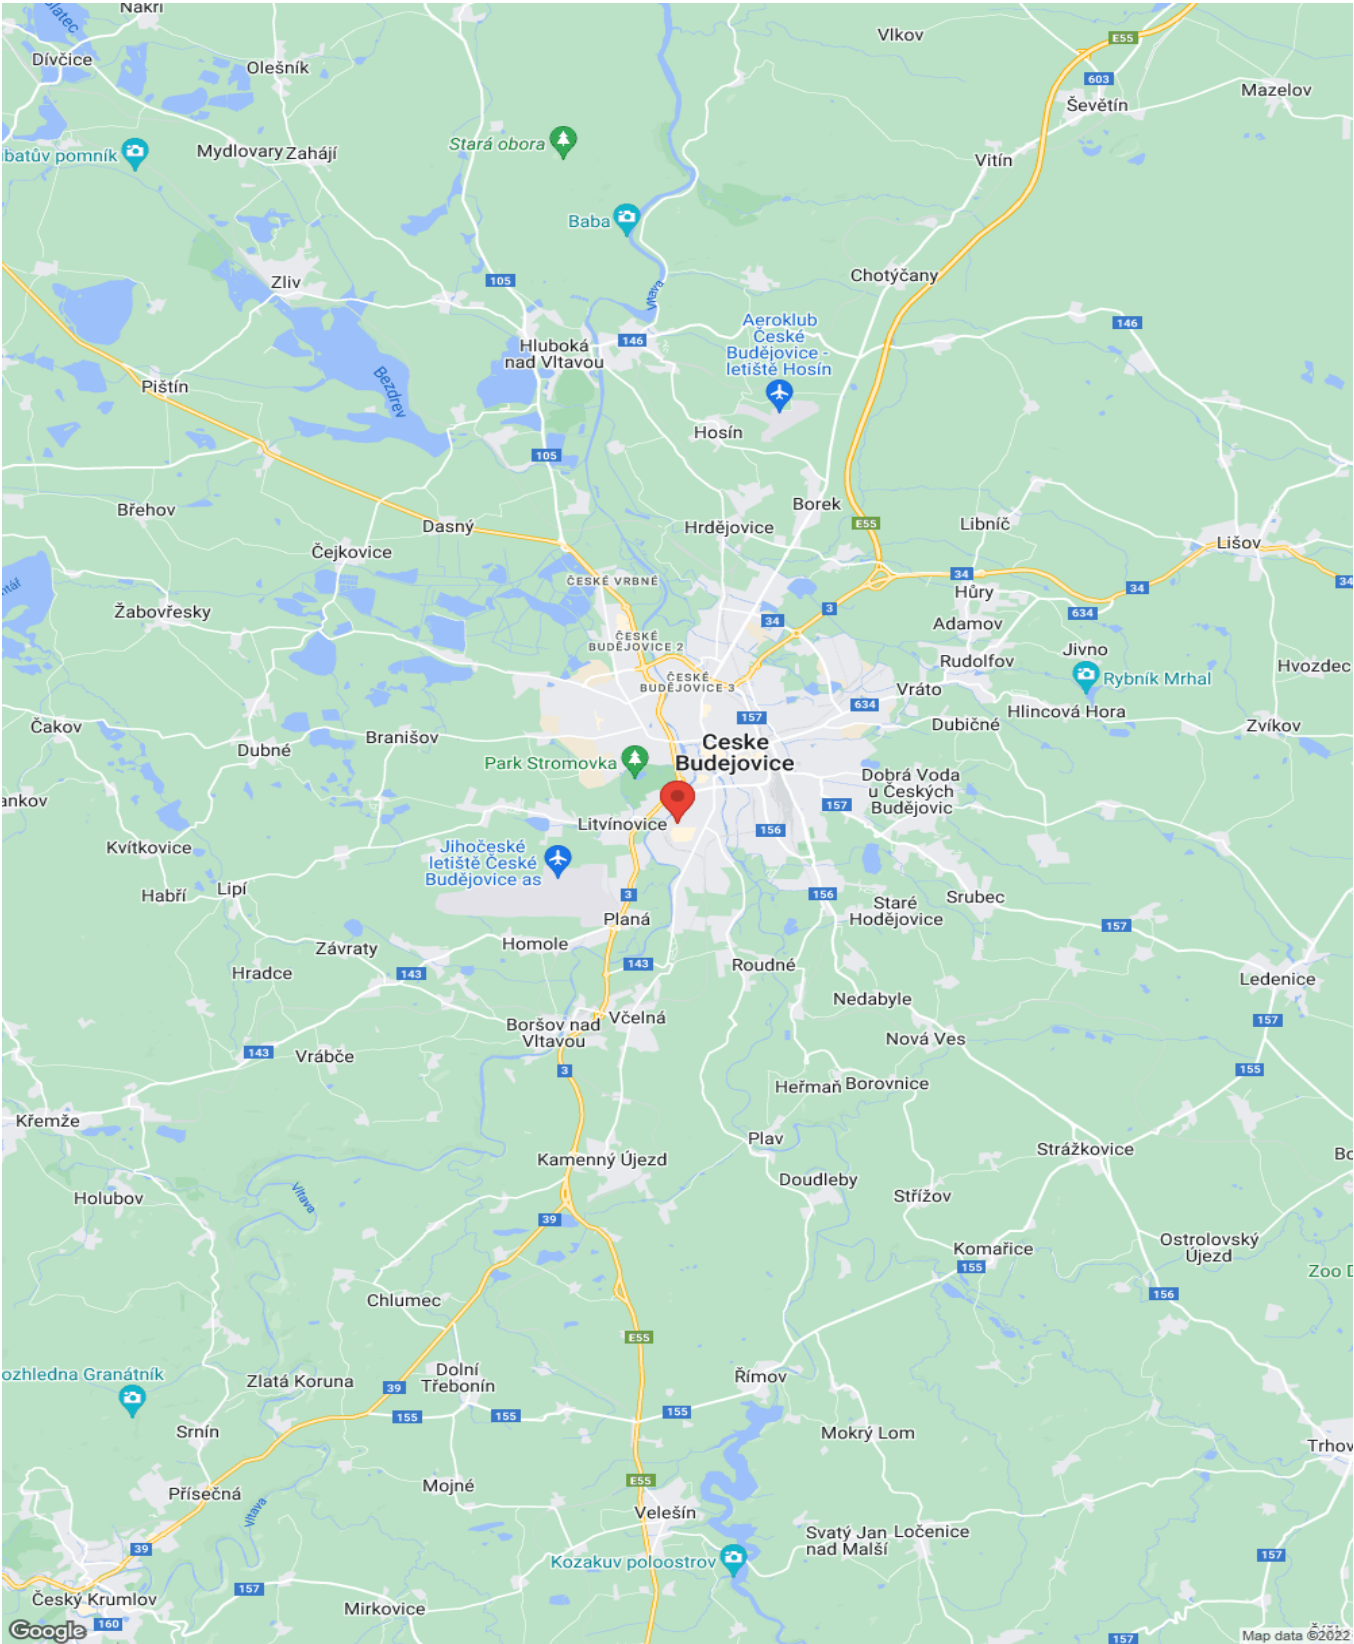 Nákří
Vlkov
E55
Dívčice
Olešník
603
Mazelov
Ševětín
Stará obora
Mydlovary
Zahájí
Vitín
Baba
Chotýčany
Zliv
105
Vltava
146
Aeroklub
České
Budějovice -
letiště Hosín
146
Hluboká
nad Vltavou
Pištín
Bezdrev
Hosín
105
Břehov
Borek
Dasný
Hrdějovice
E55
Libníč
Lišov
Čejkovice
34
34
34
ČESKÉ VRBNÉ
Hůry
Žabovřesky
3
34
634
Adamov
ČESKÉ
BUDĚJOVICE 2
Jivno
Rudolfov
Hvozdec
ČESKÉ
BUDĚJOVICE 3
Rybník Mrhal
Vráto
634
157
Hlincová Hora
Čakov
Dubičné
Zvíkov
Branišov
Dubné
Ceske
Budejovice
Park Stromovka
Dobrá Voda
u Českých
Budějovic
157
Litvínovice
156
Kvítkovice
Jihočeské
letiště České
Budějovice as
Habří
Lipí
3
156
Srubec
Staré
Hodějovice
Planá
157
Homole
Závraty
143
143
Roudné
Hradce
Ledenice
Nedabyle
Včelná
157
Boršov nad
Vltavou
Nová Ves
143
Vrábče
3
155
Heřmaň
Borovnice
Křemže
Plav
Strážkovice
Kamenný Újezd
Doudleby
Holubov
Vltava
Střížov
39
Ostrolovský
Újezd
Komařice
155
Zoo
156
Chlumec
E55
Dolní
Třebonín
Římov
Zlatá Koruna
39
155
155
155
Srnín
Mokrý Lom
E55
Mojné
Přísečná
Velešín
Vltava
Svatý Jan
nad Malší
Ločenice
39
Kozakuv poloostrov
157
157
Český Krumlov
Mirkovice
160
Google
157
Map data ©2022